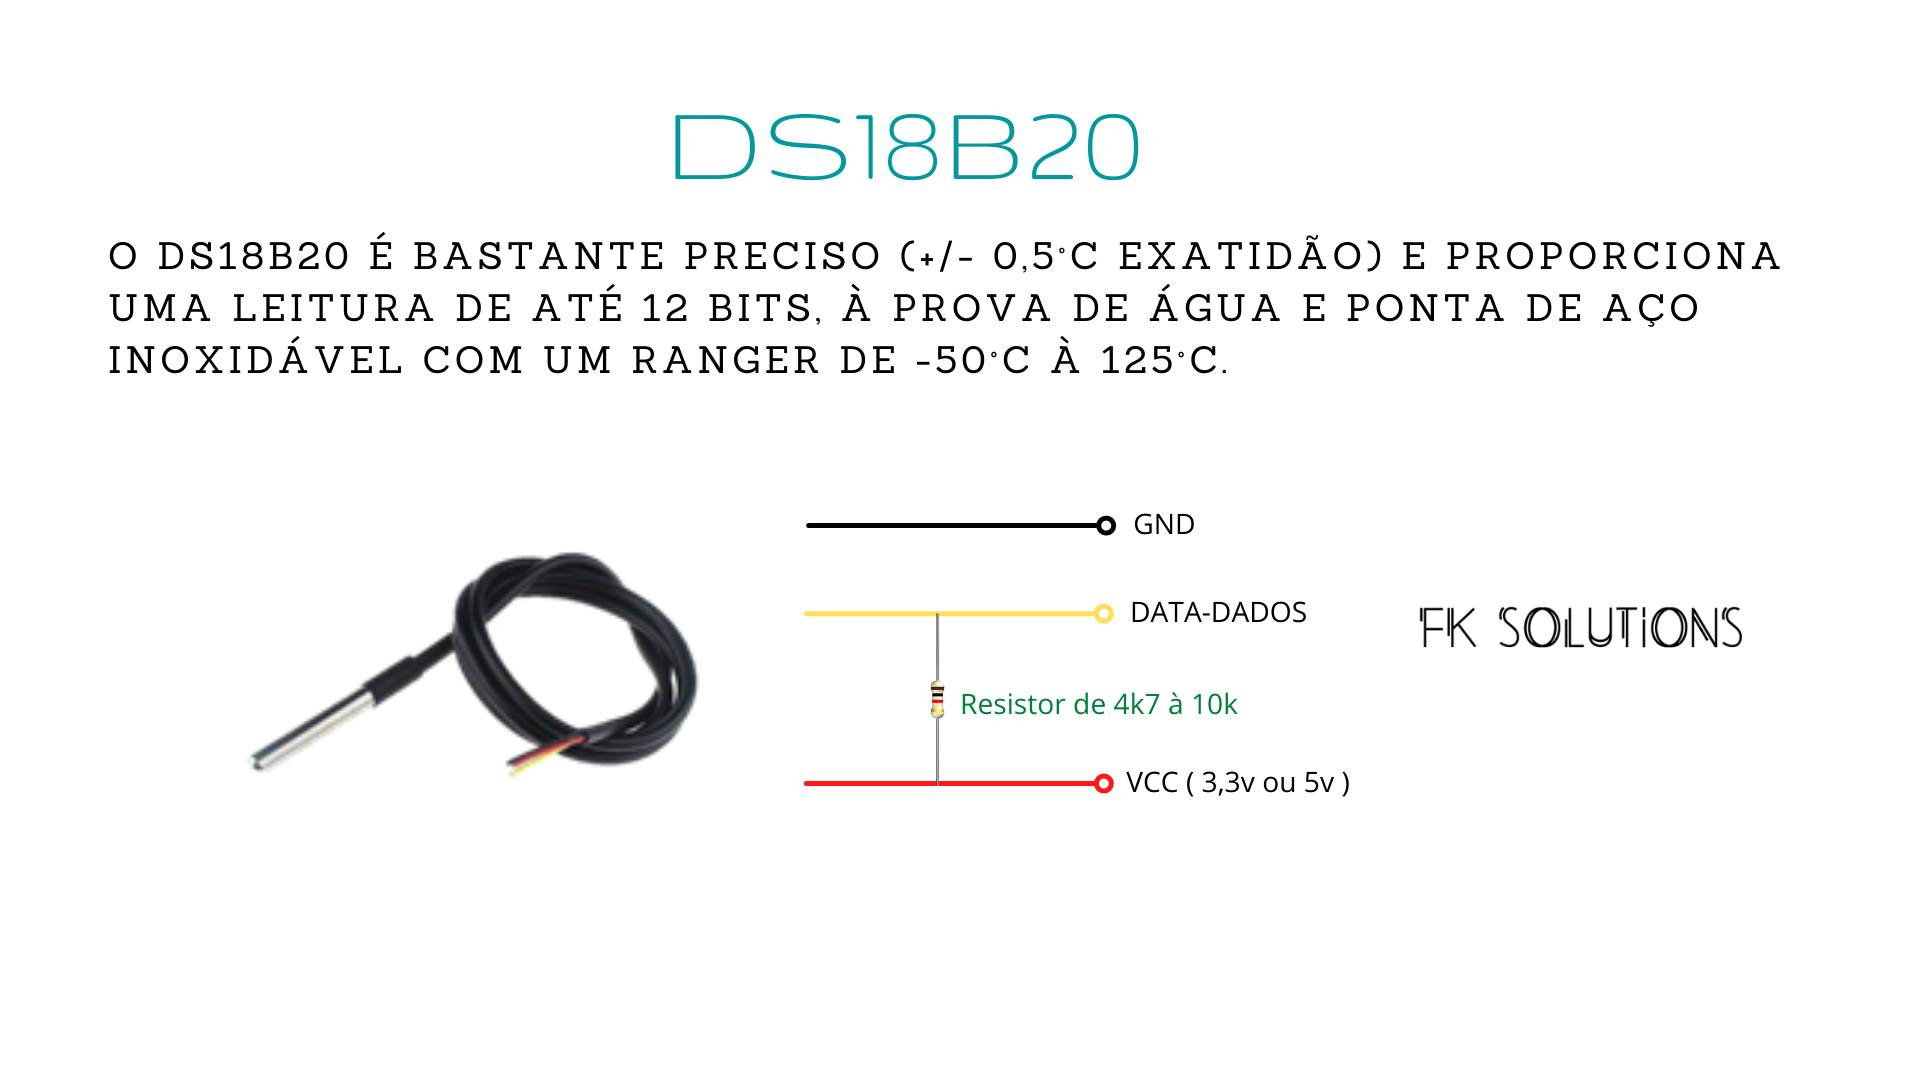 DS18B20
O DS18B20 É BASTANTE PRECISO (+/- 0,5°C EXATIDÃO) E PROPORCIONA
UMA LEITURA DE ATÉ 12 BITS, À PROVA DE ÁGUA E PONTA DE AÇO
INOXIDÁVEL COM UM RANGER DE -50°C À 125°C.
GND
DATA-DADOS
FK SOLUTiONS
Resistor de 4k7 à 10k
VCC ( 3,3v ou 5v )